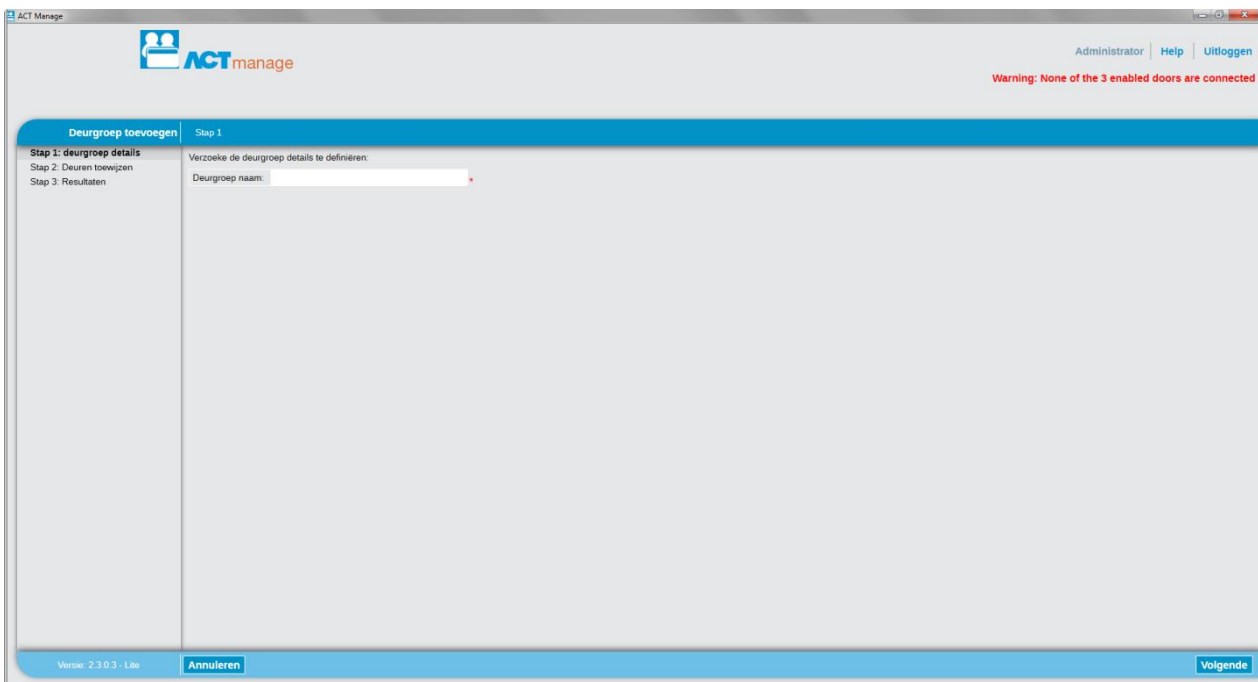 ACT Manage
ACTmanage
Administrator Help Uitloggen
Warning: None of the 3 enabled doors are connected
Deurgroep toevoegen Stap 1
Stap 1: deurgroep details
Stap 2: Deuren toewijzen
Stap 3: Resultaten
Verzoeke de deurgroep details te definiëren:
Deurgroep naam: *
Versie: 2.3.0.3 - Lite Annuleren Volgende